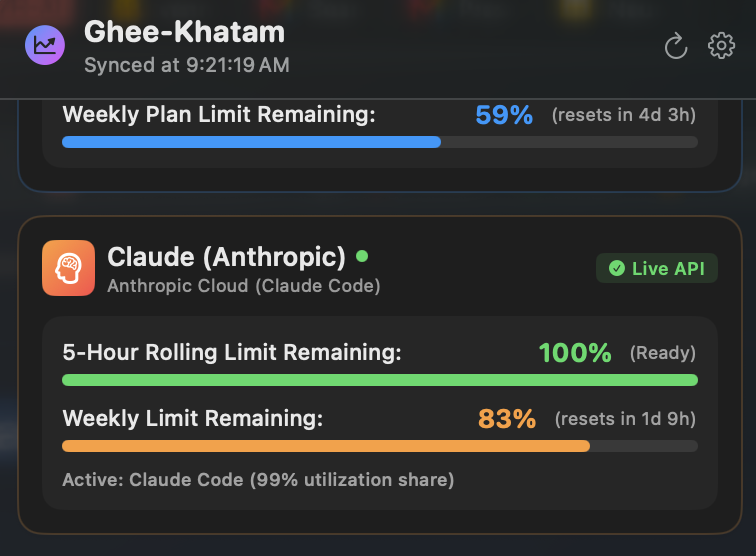 Ghee-Khatam
Synced at 9:21:19 AM
Weekly Plan Limit Remaining: 59% (resets in 4d 3h)
Claude (Anthropic)
Anthropic Cloud (Claude Code)
Live API
5-Hour Rolling Limit Remaining: 100% (Ready)
Weekly Limit Remaining: 83% (resets in 1d 9h)
Active: Claude Code (99% utilization share)